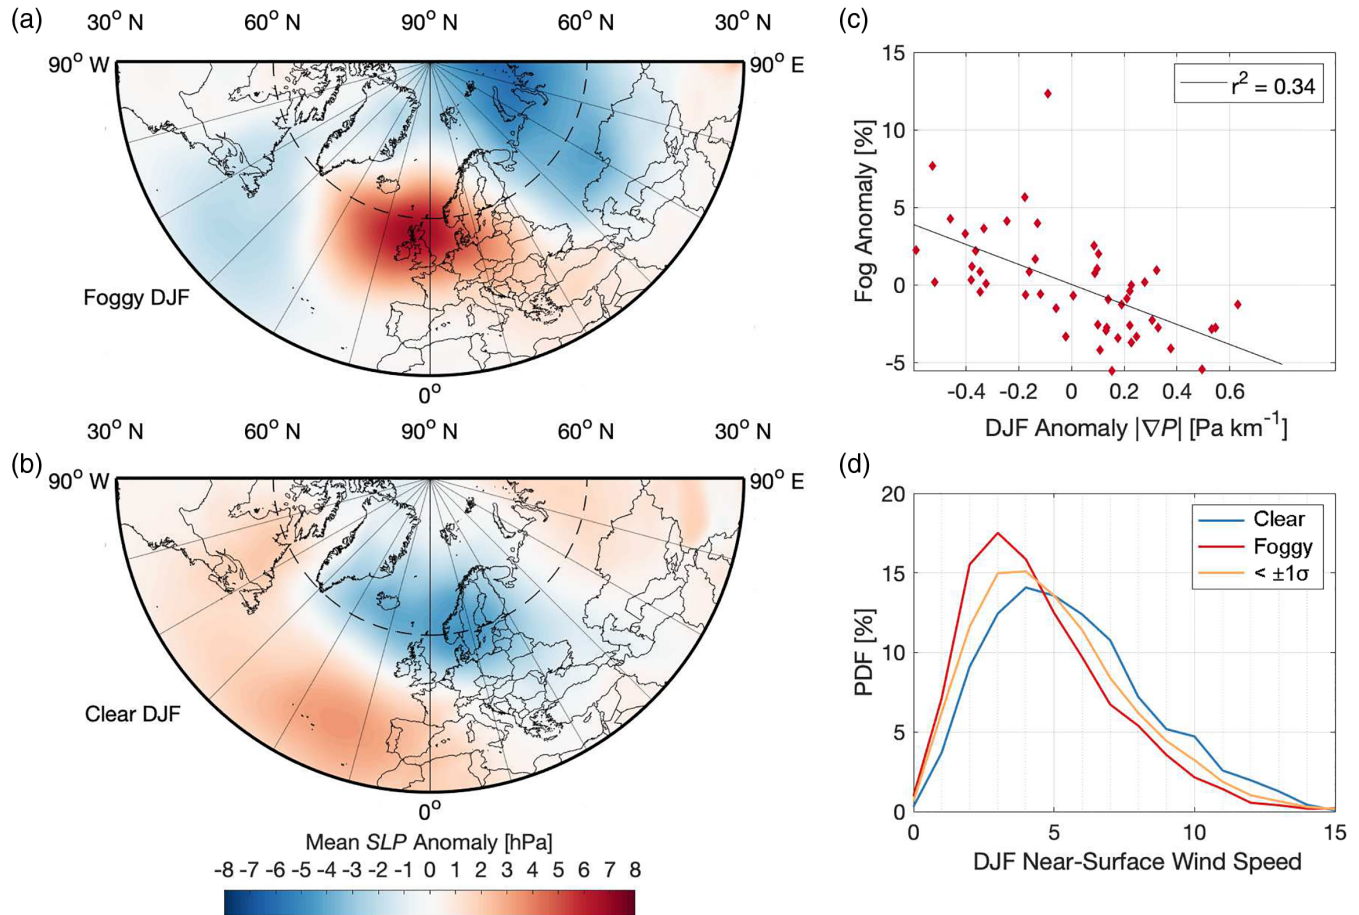 (a)
30° N 60° N 90° N 60° N 30° N
90° W 90° E
Foggy DJF
0°
30° N 60° N 90° N 60° N 30° N
(b)
90° W 90° E
Clear DJF
0°
Mean SLP Anomaly [hPa]
-8 -7 -6 -5 -4 -3 -2 -1 0 1 2 3 4 5 6 7 8
(c)
15
10
5
0
-5
Fog Anomaly [%]
r² = 0.34
-0.4 -0.2 0 0.2 0.4 0.6
DJF Anomaly |∇P| [Pa km⁻¹]
(d)
20
15
10
5
0
PDF [%]
Clear
Foggy
< ±1σ
0 5 10 15
DJF Near-Surface Wind Speed